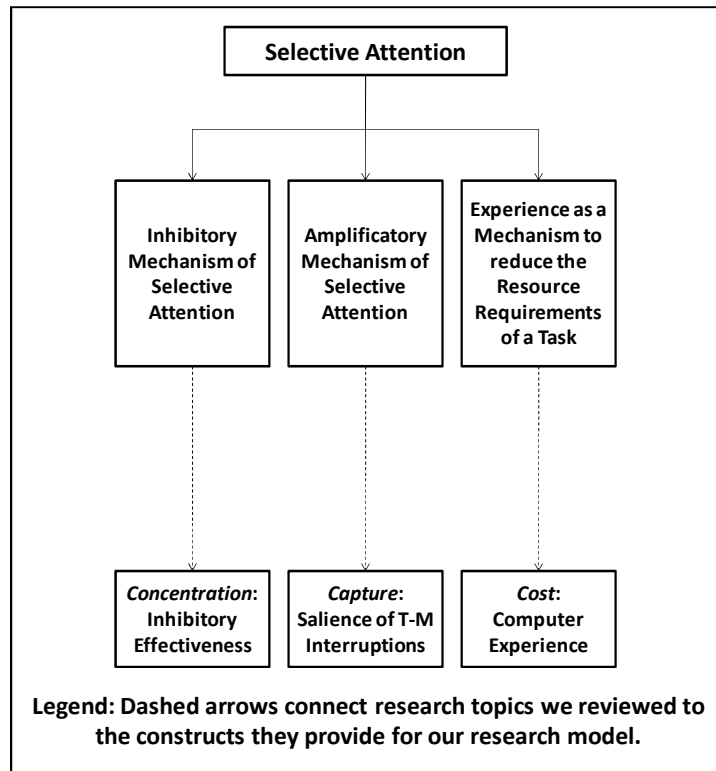 Selective Attention
Inhibitory
Mechanism of
Selective
Attention
Amplificatory
Mechanism of
Selective
Attention
Experience as a
Mechanism to
reduce the
Resource
Requirements
of a Task
Concentration:
Inhibitory
Effectiveness
Capture:
Salience of T-M
Interruptions
Cost:
Computer
Experience
Legend: Dashed arrows connect research topics we reviewed to
the constructs they provide for our research model.